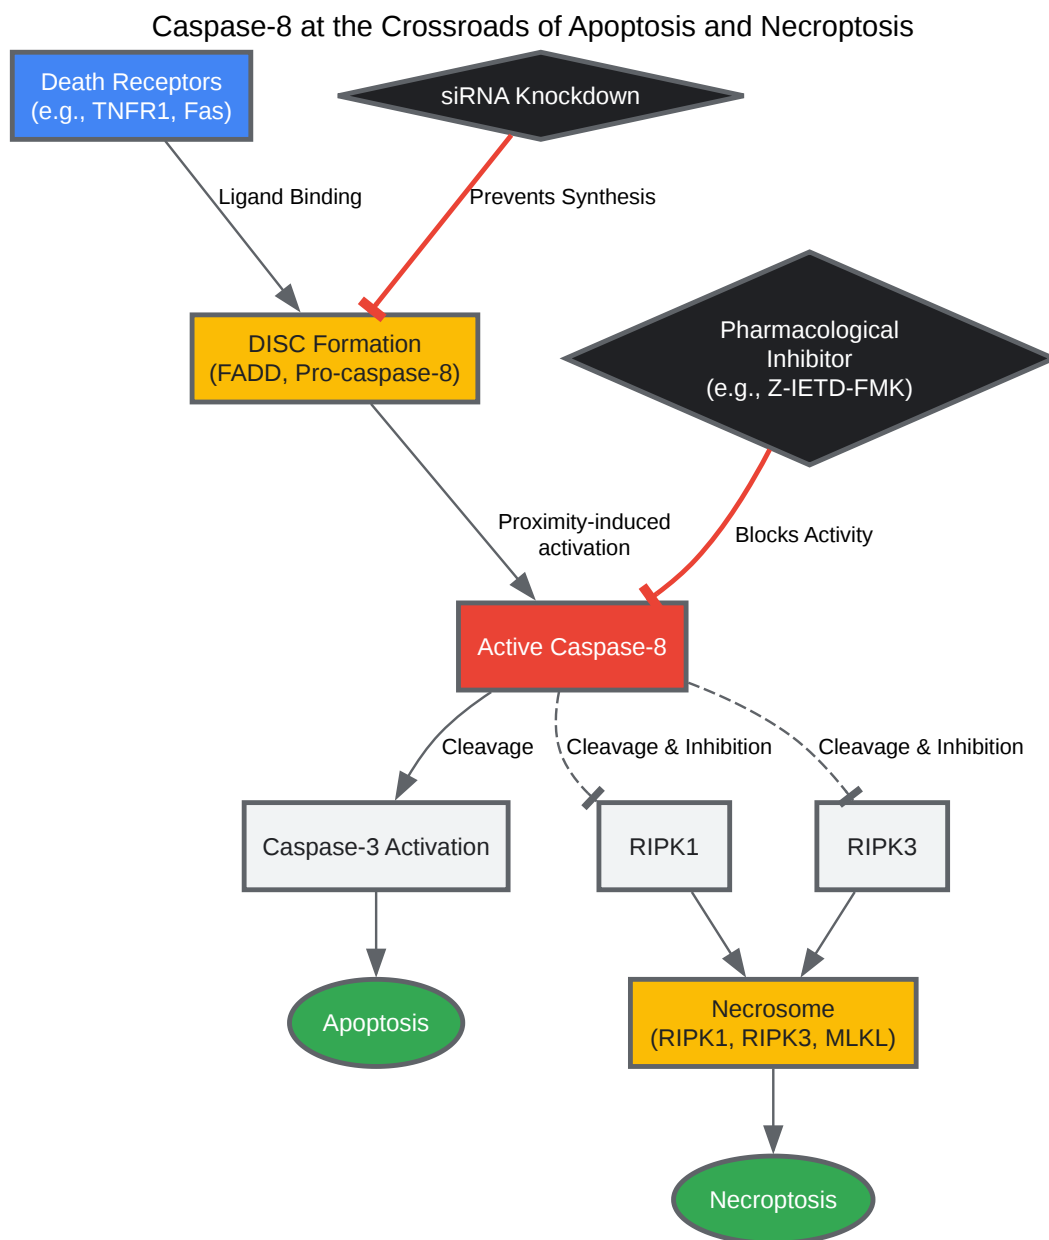 Caspase-8 at the Crossroads of Apoptosis and Necroptosis
Death Receptors
(e.g., TNFR1, Fas)
siRNA Knockdown
Ligand Binding
Prevents Synthesis
DISC Formation
(FADD, Pro-caspase-8)
Pharmacological
Inhibitor
(e.g., Z-IETD-FMK)
Proximity-induced
activation
Blocks Activity
Active Caspase-8
Cleavage
Cleavage & Inhibition
Cleavage & Inhibition
Caspase-3 Activation
RIPK1
RIPK3
Apoptosis
Necrosome
(RIPK1, RIPK3, MLKL)
Necroptosis